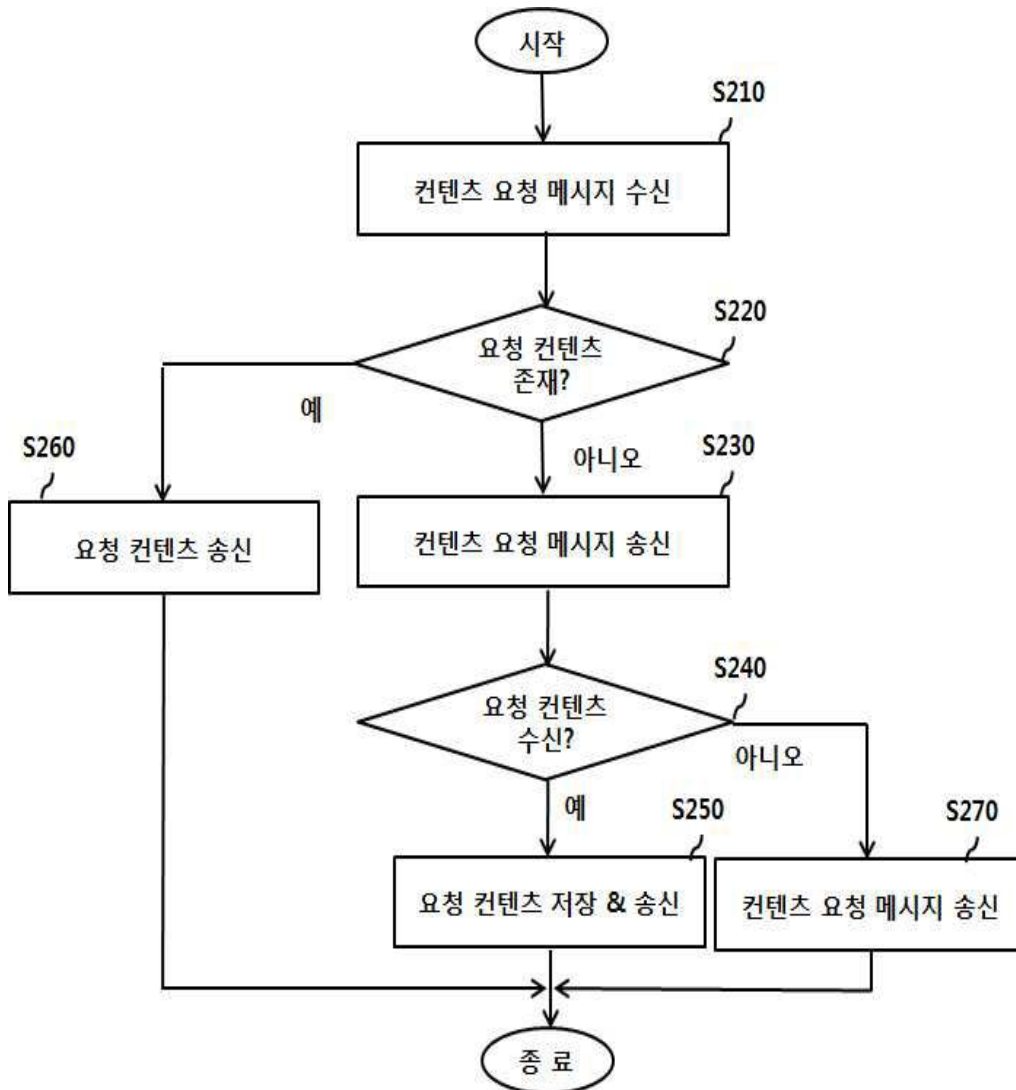 시작
S210
컨텐츠 요청 메시지 수신
S220
요청 컨텐츠
존재?
예
아니오
S260
S230
요청 컨텐츠 송신
컨텐츠 요청 메시지 송신
S240
요청 컨텐츠
수신?
아니오
예
S250
S270
요청 컨텐츠 저장 & 송신
컨텐츠 요청 메시지 송신
종 료